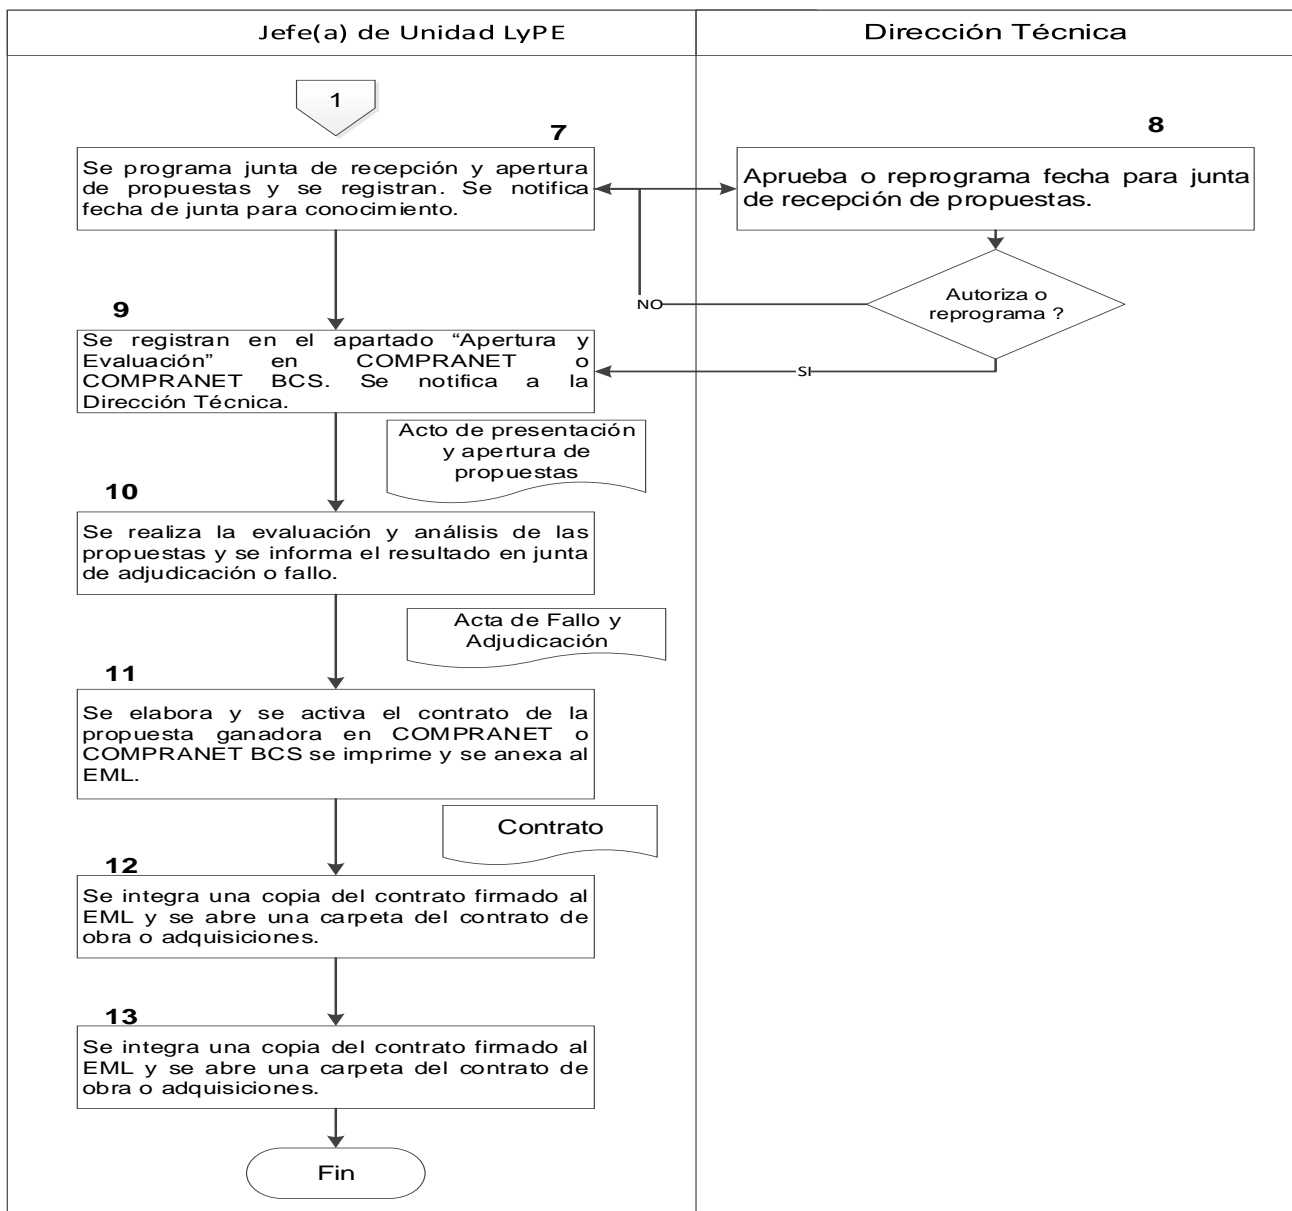 Jefe(a) de Unidad LyPE
Dirección Técnica
1
7
Se programa junta de recepción y apertura
de propuestas y se registran. Se notifica
fecha de junta para conocimiento.
8
Aprueba o reprograma fecha para junta
de recepción de propuestas.
Autoriza o
reprograma ?
NO
SI
9
Se registran en el apartado “Apertura y
Evaluación” en COMPRANET o
COMPRANET BCS. Se notifica a la
Dirección Técnica.
Acto de presentación
y apertura de
propuestas
10
Se realiza la evaluación y análisis de las
propuestas y se informa el resultado en junta
de adjudicación o fallo.
Acta de Fallo y
Adjudicación
11
Se elabora y se activa el contrato de la
propuesta ganadora en COMPRANET o
COMPRANET BCS se imprime y se anexa al
EML.
Contrato
12
Se integra una copia del contrato firmado al
EML y se abre una carpeta del contrato de
obra o adquisiciones.
13
Se integra una copia del contrato firmado al
EML y se abre una carpeta del contrato de
obra o adquisiciones.
Fin